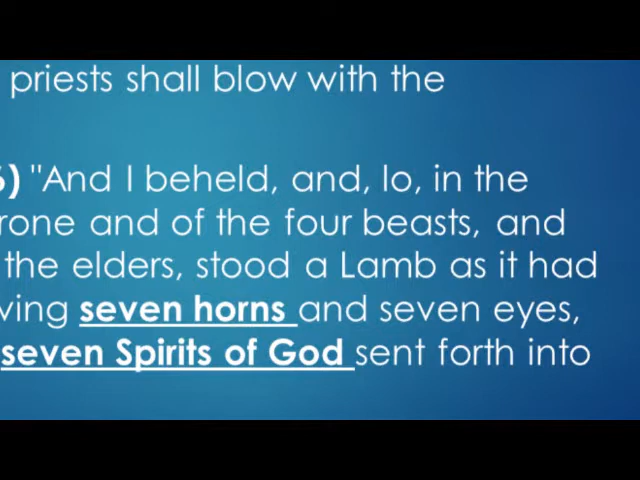 priests shall blow with the
6) "And I beheld, and, lo, in the
rone and of the four beasts, and
the elders, stood a Lamb as it had
ving seven horns and seven eyes,
seven Spirits of God sent forth into